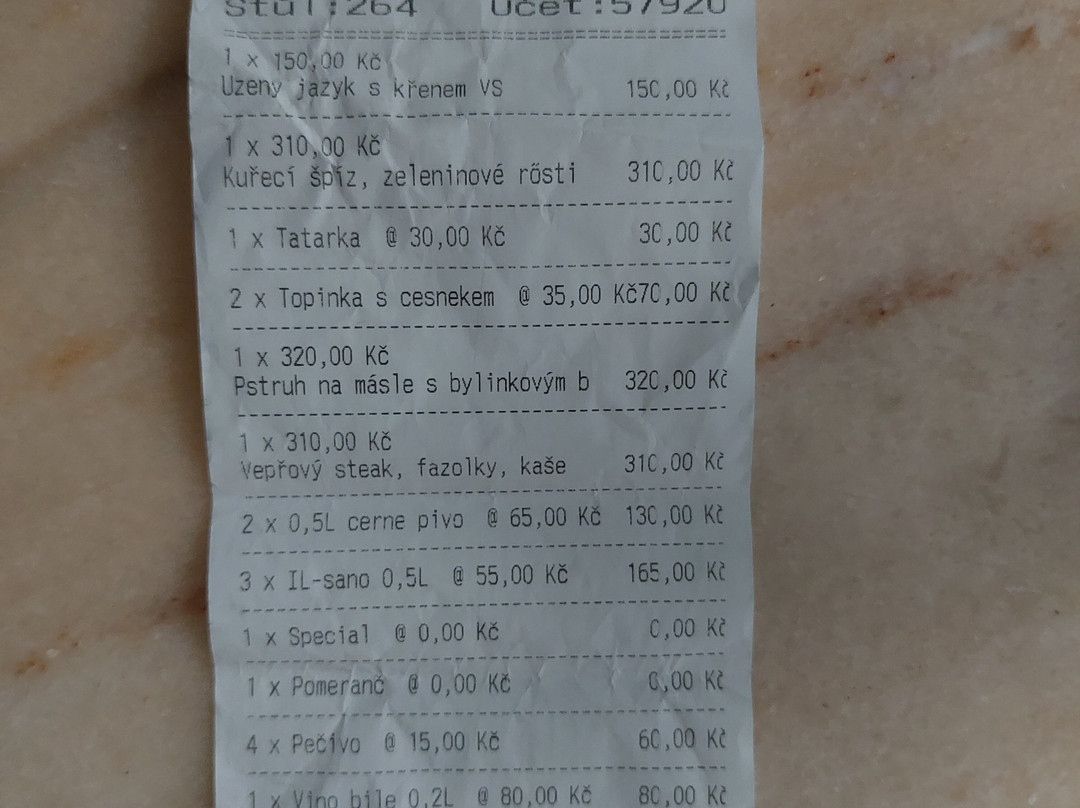 Stůl:264 Účet:57920
==========================================
1 x 150,00 Kč
Uzený jazyk s křenem VS 150,00 Kč
------------------------------------------
1 x 310,00 Kč
Kuřecí špíz, zeleninové rősti 310,00 Kč
------------------------------------------
1 x Tatarka @ 30,00 Kč 30,00 Kč
------------------------------------------
2 x Topinka s cesnekem @ 35,00 Kč70,00 Kč
------------------------------------------
1 x 320,00 Kč
Pstruh na másle s bylinkovým b 320,00 Kč
------------------------------------------
1 x 310,00 Kč
Vepřový steak, fazolky, kaše 310,00 Kč
------------------------------------------
2 x 0,5L cerne pivo @ 65,00 Kč 130,00 Kč
------------------------------------------
3 x IL-sano 0,5L @ 55,00 Kč 165,00 Kč
------------------------------------------
1 x Special @ 0,00 Kč 0,00 Kč
------------------------------------------
1 x Pomeranč @ 0,00 Kč 0,00 Kč
------------------------------------------
4 x Pečivo @ 15,00 Kč 60,00 Kč
------------------------------------------
1 x Vino bile 0,2L @ 80,00 Kč 80,00 Kč